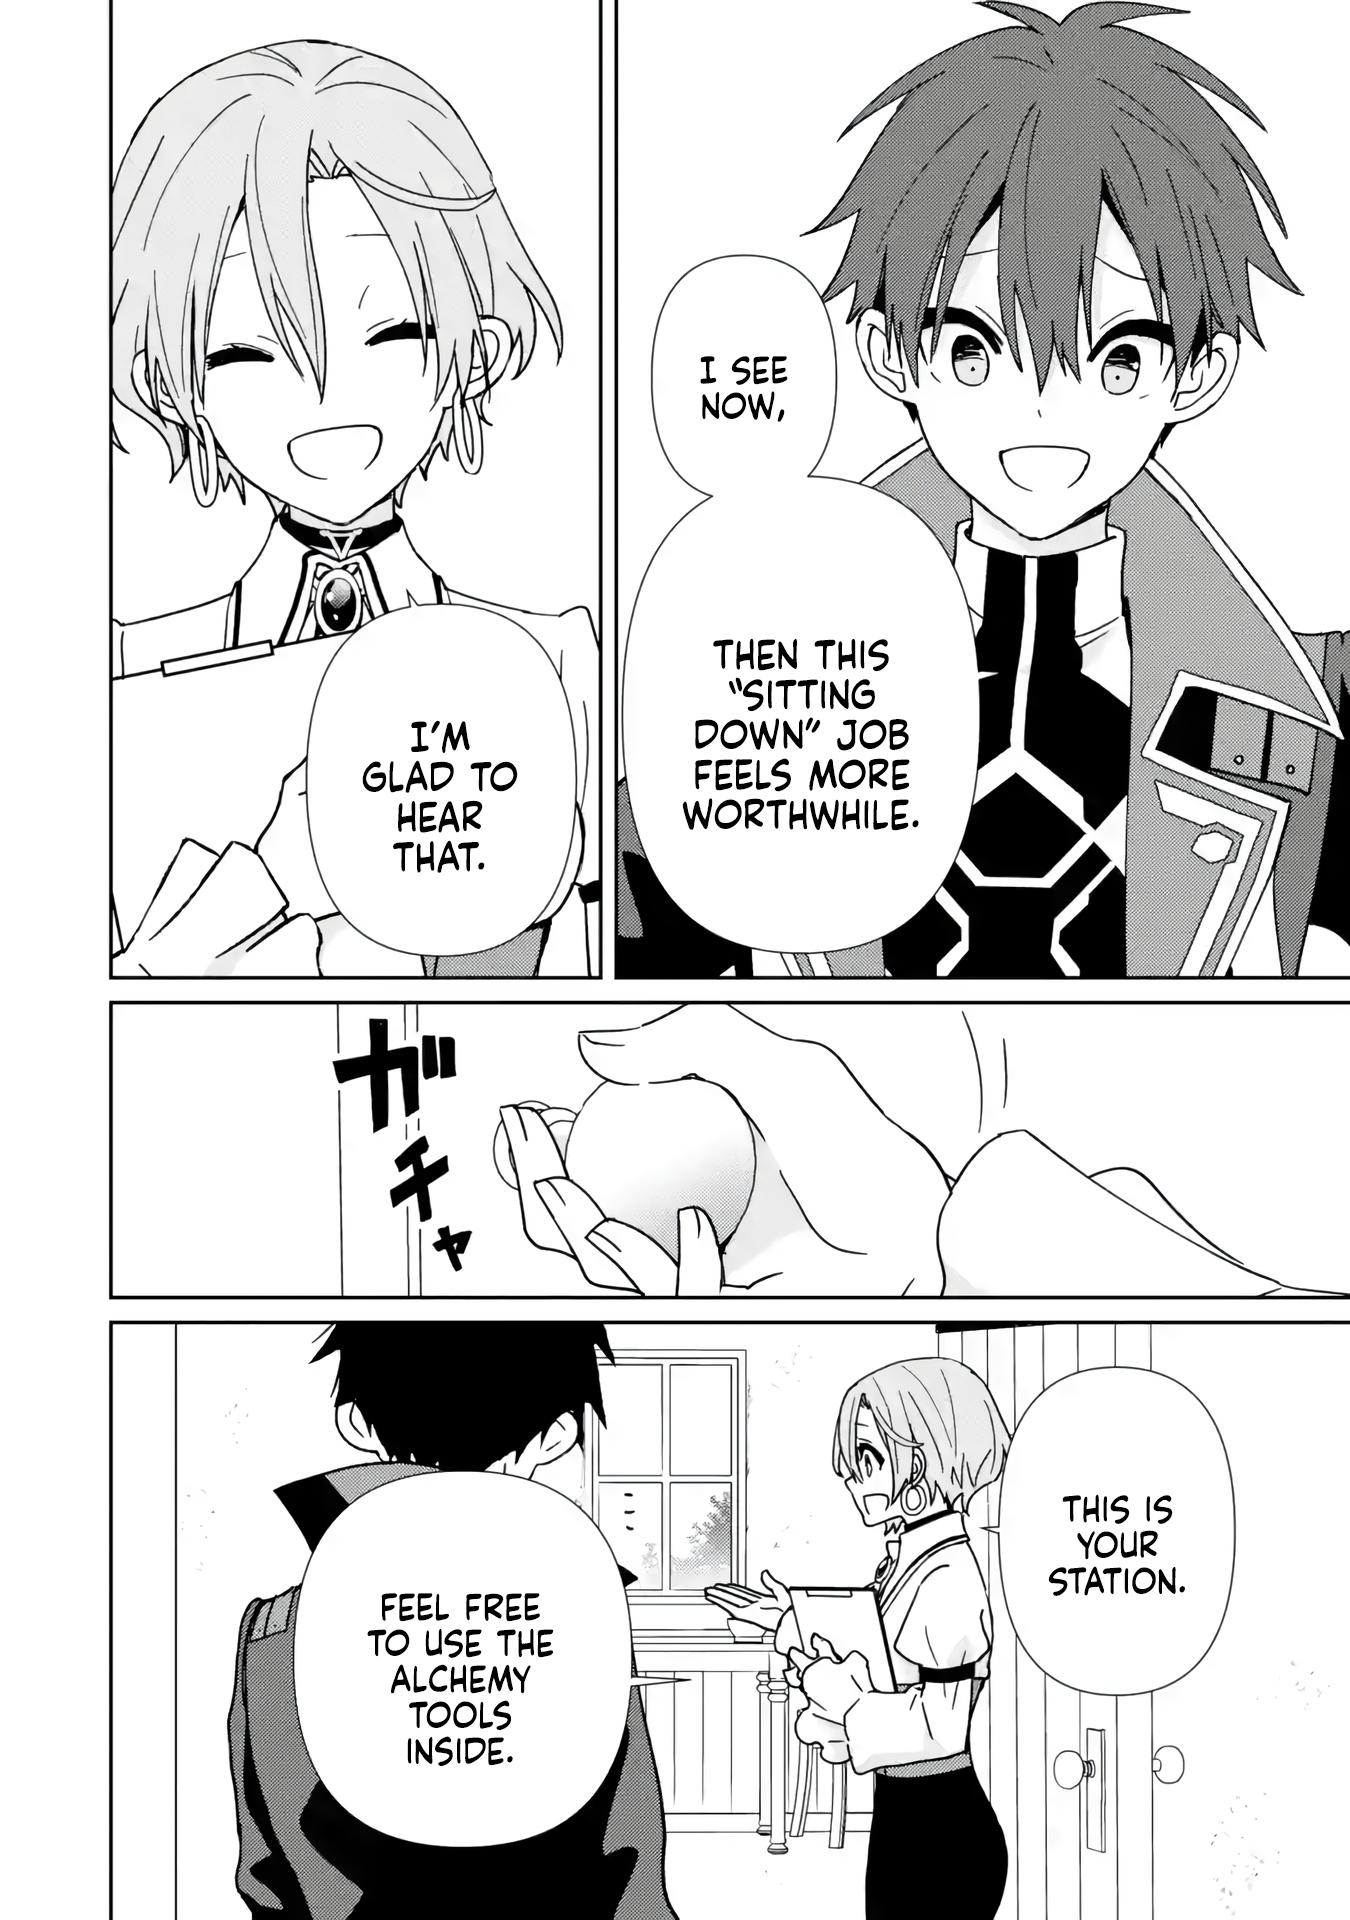 I SEE
NOW,
THEN THIS
“SITTING
DOWN” JOB
FEELS MORE
WORTHWHILE.
I’M
GLAD TO
HEAR
THAT.
ガチャ
THIS IS
YOUR
STATION.
FEEL FREE
TO USE THE
ALCHEMY
TOOLS
INSIDE.